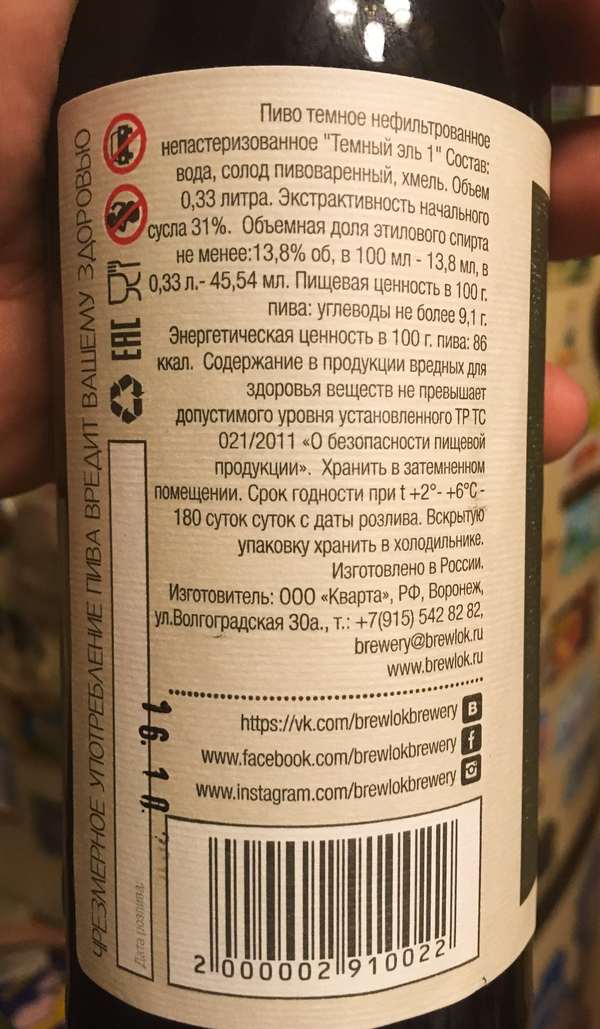 Пиво темное нефильтрованное
непастеризованное "Темный эль 1" Состав:
вода, солод пивоваренный, хмель. Объем
0,33 литра. Экстрактивность начального
сусла 31%. Объемная доля этилового спирта
не менее:13,8% об, в 100 мл - 13,8 мл, в
0,33 л.- 45,54 мл. Пищевая ценность в 100 г.
пива: углеводы не более 9,1 г.
Энергетическая ценность в 100 г. пива: 86
ккал. Содержание в продукции вредных для
здоровья веществ не превышает
допустимого уровня установленного ТР ТС
021/2011 «О безопасности пищевой
продукции». Хранить в затемненном
помещении. Срок годности при t +2°- +6°С -
180 суток суток с даты розлива. Вскрытую
упаковку хранить в холодильнике.
Изготовлено в России.
Изготовитель: ООО «Кварта», РФ, Воронеж,
ул.Волгоградская 30а., т.: +7(915) 542 82 82,
brewery@brewlok.ru
www.brewlok.ru
https://vk.com/brewlokbrewery
www.facebook.com/brewlokbrewery
www.instagram.com/brewlokbrewery
2 000002 910022
ЧРЕЗМЕРНОЕ УПОТРЕБЛЕНИЕ ПИВА ВРЕДИТ ВАШЕМУ ЗДОРОВЬЮ
EAC
Дата розлива: